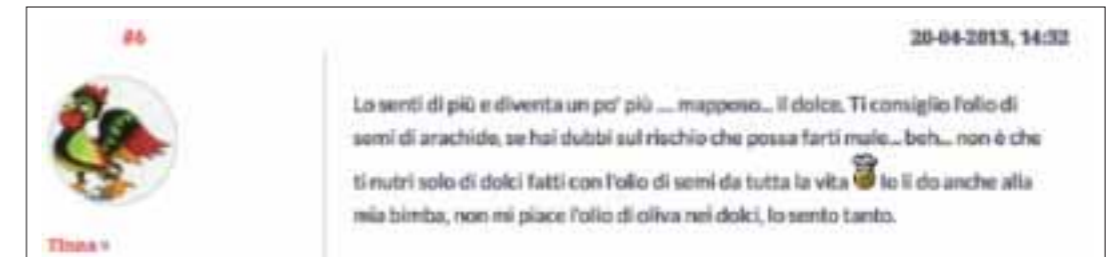 #6
20-04-2013, 14:32
Lo senti di più e diventa un po' più .... mapposo... il dolce. Ti consiglio l'olio di
semi di arachide, se hai dubbi sul rischio che possa farti male... beh... non è che
ti nutri solo di dolci fatti con l'olio di semi da tutta la vita Io li do anche alla
mia bimba, non mi piace l'olio di oliva nei dolci, lo sento tanto.
Tinna